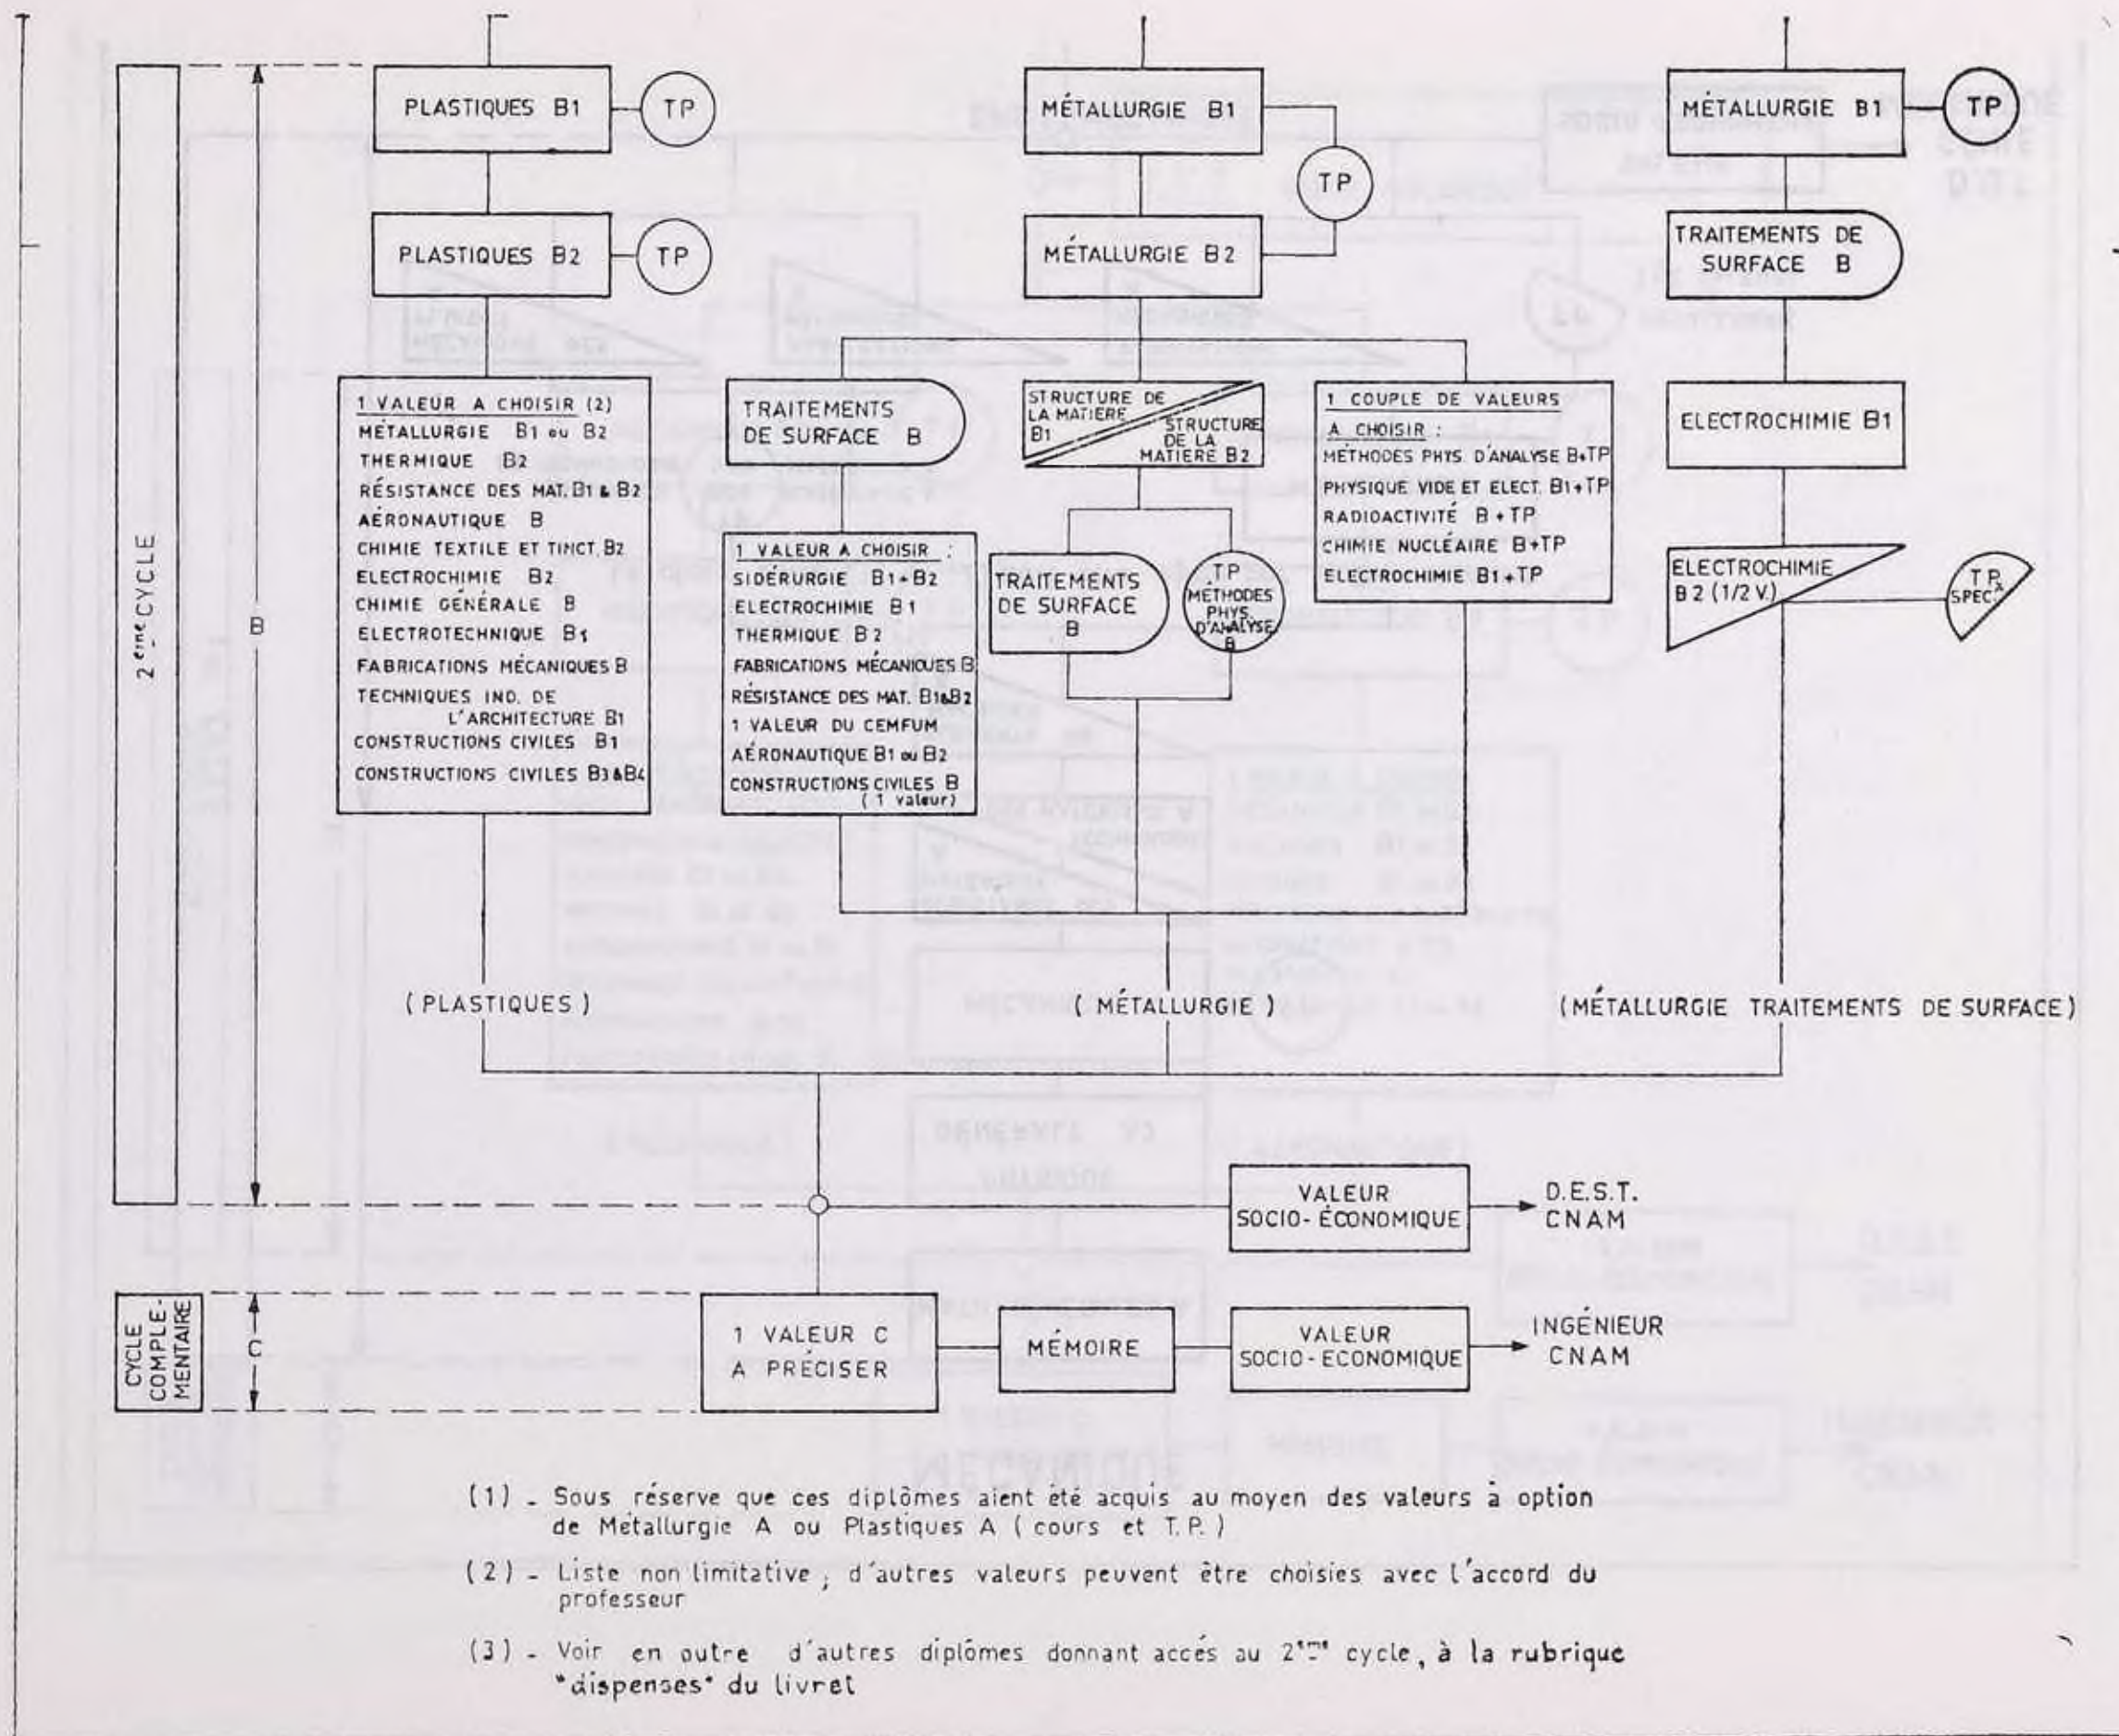 2 ème CYCLE
B
PLASTIQUES B1
TP
PLASTIQUES B2
TP
1 VALEUR A CHOISIR (2)
MÉTALLURGIE B1 ou B2
THERMIQUE B2
RÉSISTANCE DES MAT. B1 & B2
AÉRONAUTIQUE B
CHIMIE TEXTILE ET TINCT. B2
ELECTROCHIMIE B2
CHIMIE GÉNÉRALE B
ELECTROTECHNIQUE B1
FABRICATIONS MÉCANIQUES B
TECHNIQUES IND. DE
L'ARCHITECTURE B1
CONSTRUCTIONS CIVILES B1
CONSTRUCTIONS CIVILES B3&B4
(PLASTIQUES)
MÉTALLURGIE B1
TP
MÉTALLURGIE B2
TRAITEMENTS
DE SURFACE B
1 VALEUR A CHOISIR :
SIDÉRURGIE B1+B2
ELECTROCHIMIE B1
THERMIQUE B2
FABRICATIONS MÉCANIQUES B
RÉSISTANCE DES MAT. B1&B2
1 VALEUR DU CEMFUM
AÉRONAUTIQUE B1 ou B2
CONSTRUCTIONS CIVILES B
(1 valeur)
STRUCTURE DE
LA MATIÈRE
B1
STRUCTURE
DE LA
MATIÈRE B2
TRAITEMENTS
DE SURFACE
B
TP
MÉTHODES
PHYS.
D'ANALYSE
B
1 COUPLE DE VALEURS
A CHOISIR :
MÉTHODES PHYS. D'ANALYSE B+TP
PHYSIQUE VIDE ET ELECT. B1+TP
RADIOACTIVITÉ B+TP
CHIMIE NUCLÉAIRE B+TP
ELECTROCHIMIE B1+TP
(MÉTALLURGIE)
MÉTALLURGIE B1
TP
TRAITEMENTS DE
SURFACE B
ELECTROCHIMIE B1
ELECTROCHIMIE
B2 (1/2 V.)
T P.
SPEC.
(MÉTALLURGIE TRAITEMENTS DE SURFACE)
VALEUR
SOCIO-ÉCONOMIQUE
D.E.S.T.
CNAM
CYCLE
COMPLE-
MENTAIRE
C
1 VALEUR C
A PRÉCISER
MÉMOIRE
VALEUR
SOCIO-ECONOMIQUE
INGÉNIEUR
CNAM
(1) - Sous réserve que ces diplômes aient été acquis au moyen des valeurs à option
de Métallurgie A ou Plastiques A (cours et T.P.)
(2) - Liste non limitative, d'autres valeurs peuvent être choisies avec l'accord du
professeur
(3) - Voir en outre d'autres diplômes donnant accès au 2ème cycle, à la rubrique
"dispenses" du livret